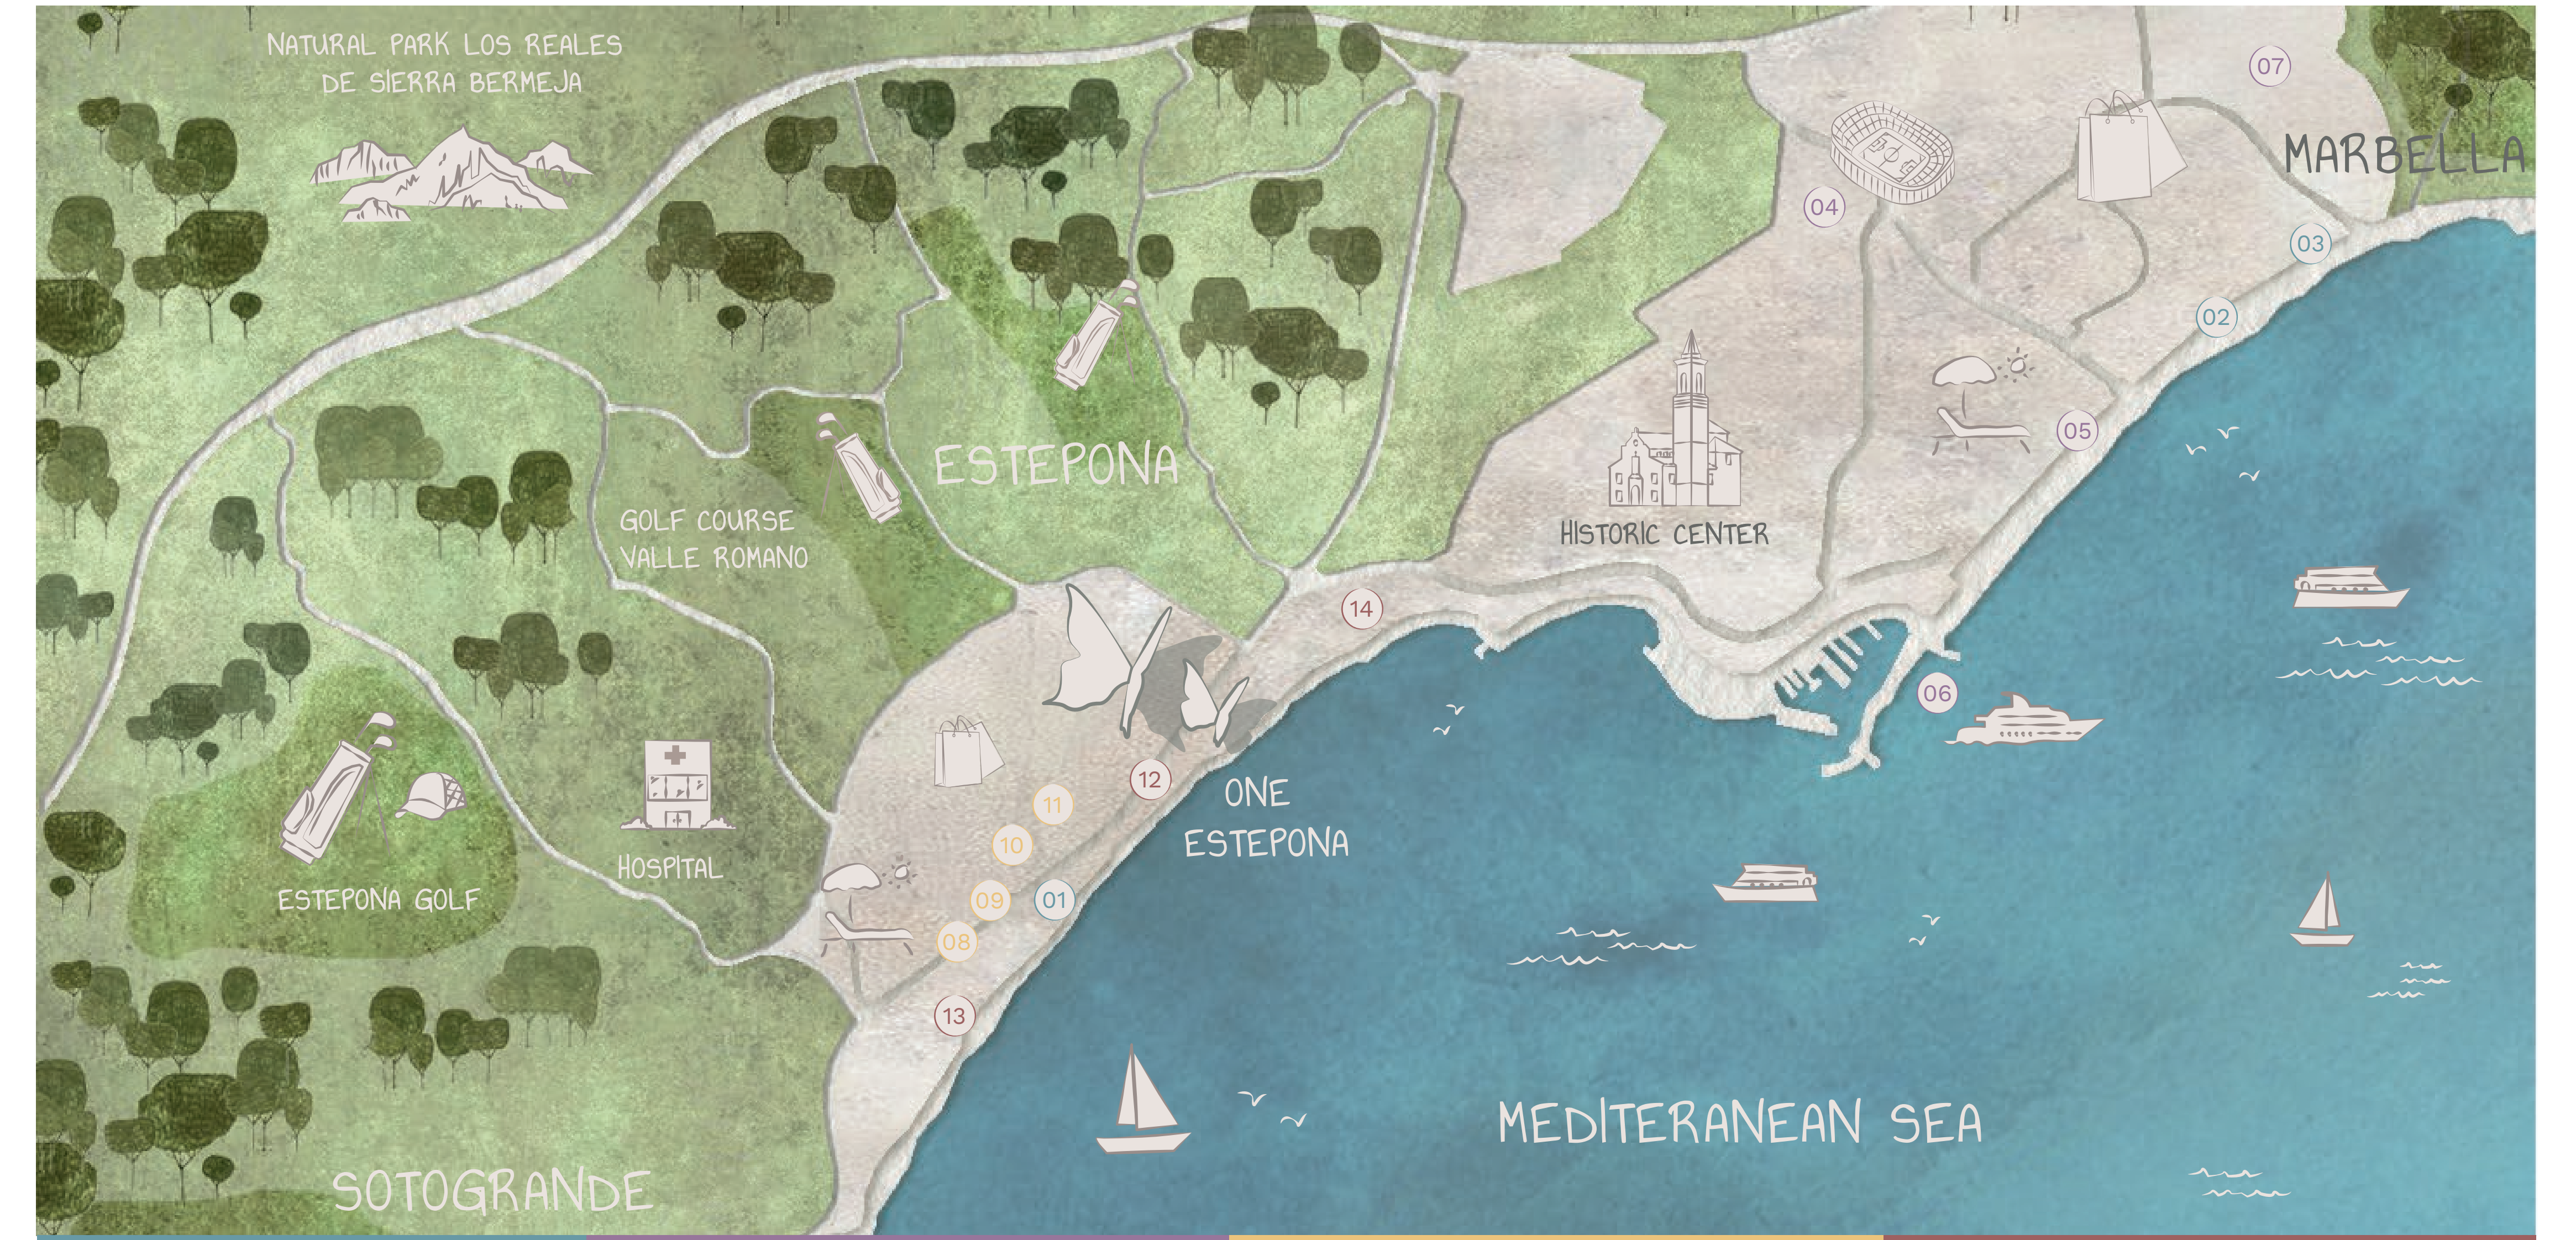 NATURAL PARK LOS REALES
DE SIERRA BERMEJA
07
MARBELLA
04
03
02
05
ESTEPONA
GOLF COURSE
VALLE ROMANO
HISTORIC CENTER
14
06
12
ONE
ESTEPONA
11
10
HOSPITAL
ESTEPONA GOLF
09
01
08
13
MEDITERANEAN SEA
SOTOGRANDE